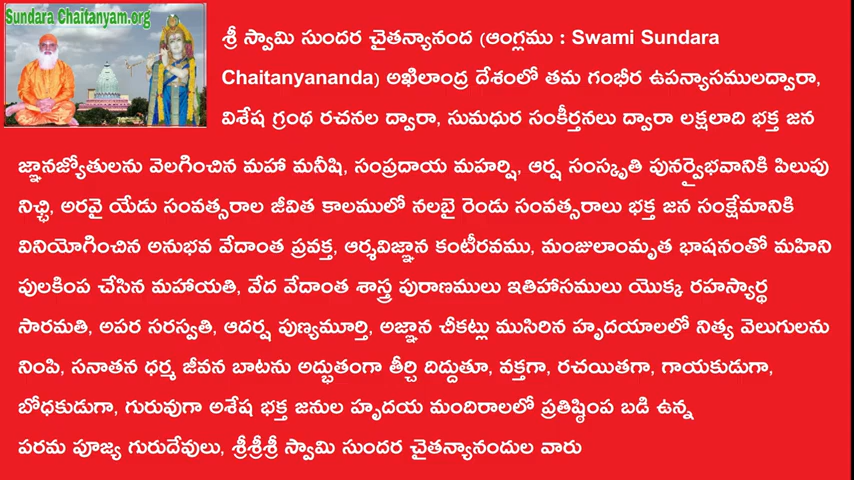 Sundara Chaitanyam.org
శ్రీ స్వామి సుందర చైతన్యానంద (ఆంగ్లము : Swami Sundara
Chaitanyananda) అఖిలాంధ్ర దేశంలో తమ గంభీర ఉపన్యాసములద్వారా,
విశేష గ్రంథ రచనల ద్వారా, సుమధుర సంకీర్తనలు ద్వారా లక్షలాది భక్త జన
జ్ఞానజ్యోతులను వెలగించిన మహా మనీషి, సంప్రదాయ మహర్షి, ఆర్ష సంస్కృతి పునర్వైభవానికి పిలుపు
నిచ్చి, అరవై యేడు సంవత్సరాల జీవిత కాలములో నలబై రెండు సంవత్సరాలు భక్త జన సంక్షేమానికి
వినియోగించిన అనుభవ వేదాంత ప్రవక్త, ఆర్శవిజ్ఞాన కంటీరవము, మంజులాంమృత భాషనంతో మహిని
పులకింప చేసిన మహాయతి, వేద వేదాంత శాస్త్ర పురాణములు ఇతిహాసములు యొక్క రహస్యార్థ
సారమతి, అపర సరస్వతి, ఆదర్ష పుణ్యమూర్తి, అజ్ఞాన చీకట్లు ముసిరిన హృదయాలలో నిత్య వెలుగులను
నింపి, సనాతన ధర్మ జీవన బాటను అద్భుతంగా తీర్చి దిద్దుతూ, వక్తగా, రచయితగా, గాయకుడుగా,
బోధకుడుగా, గురువుగా అశేష భక్త జనుల హృదయ మందిరాలలో ప్రతిష్ఠింప బడి ఉన్న
పరమ పూజ్య గురుదేవులు, శ్రీశ్రీశ్రీ స్వామి సుందర చైతన్యానందుల వారు